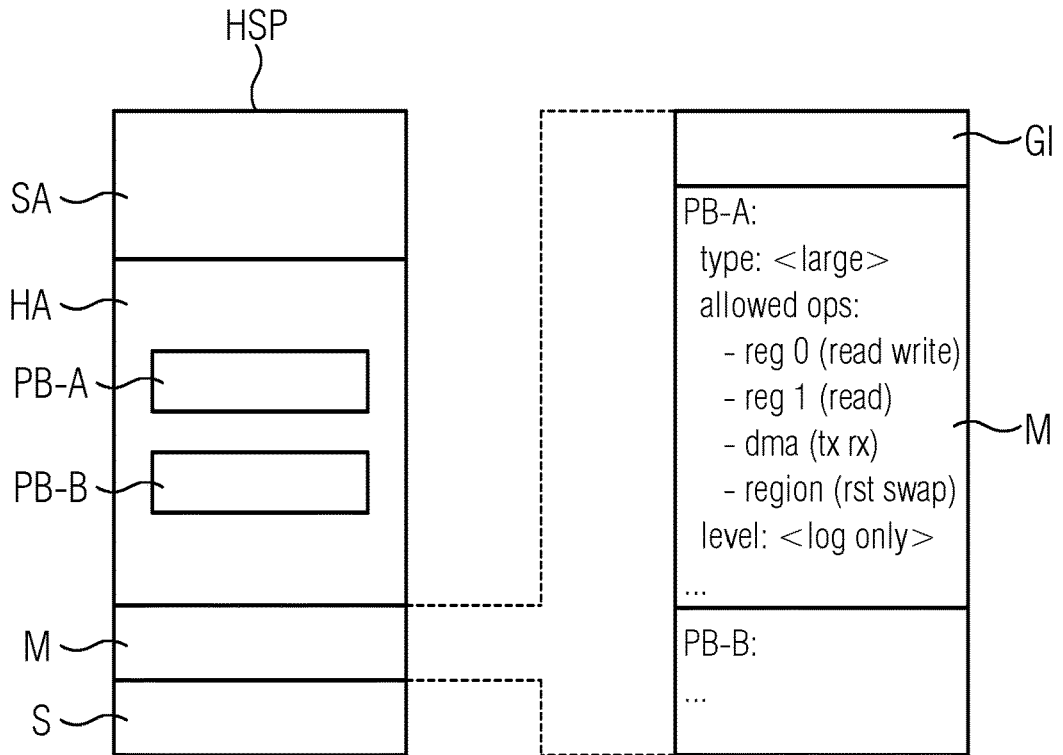 HSP
SA
HA
PB-A
PB-B
M
S
GI
PB-A:
type: <large>
allowed ops:
- reg 0 (read write)
- reg 1 (read)
- dma (tx rx)
- region (rst swap)
level: <log only>
...
M
PB-B:
...